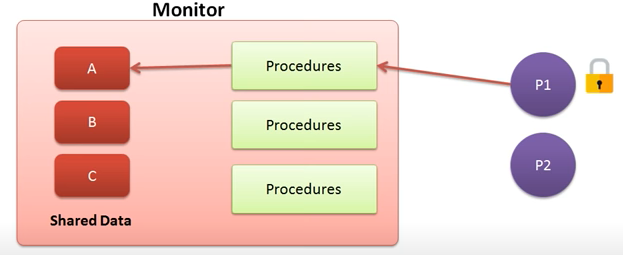 Monitor
A
Procedures
P1
B
Procedures
C
Procedures
P2
Shared Data